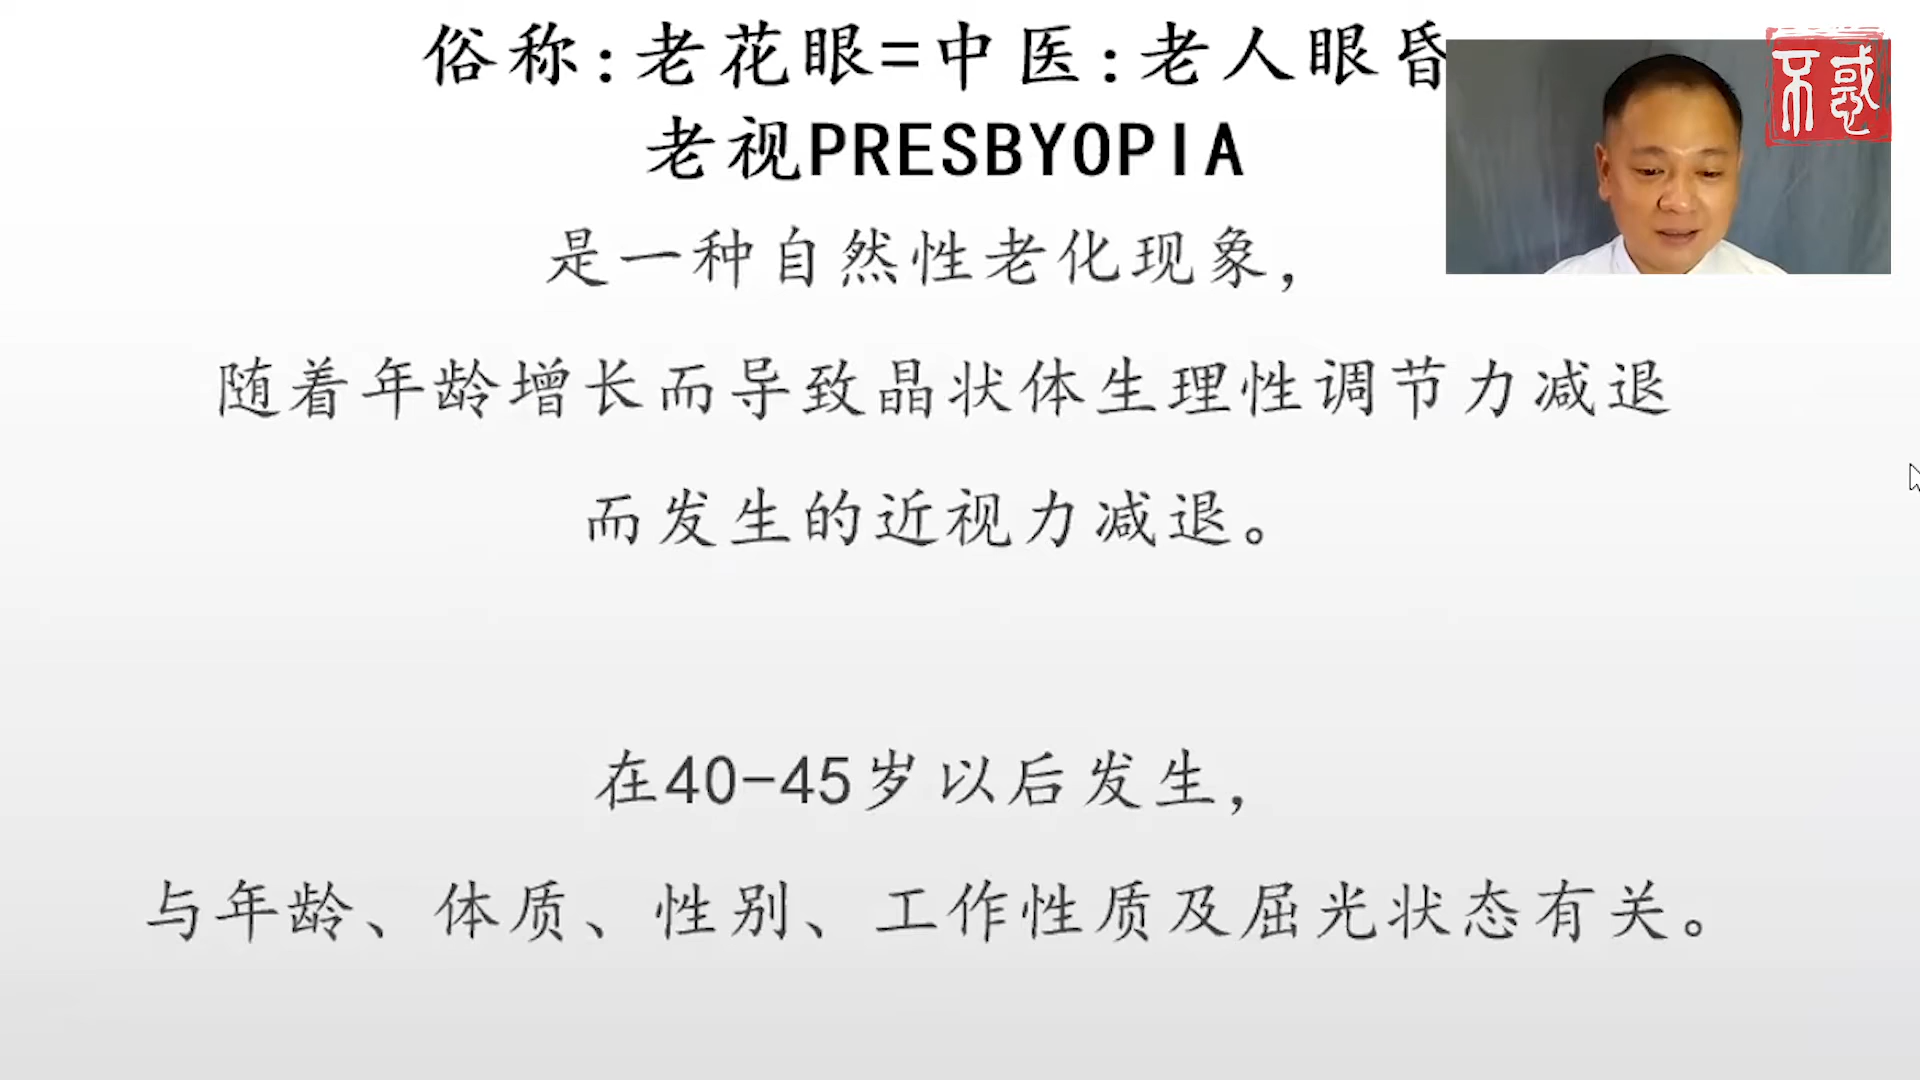 俗称:老花眼=中医:老人眼昏
老视PRESBYOPIA
不惑
是一种自然性老化现象,
随着年龄增长而导致晶状体生理性调节力减退
而发生的近视力减退。
在40-45岁以后发生,
与年龄、体质、性别、工作性质及屈光状态有关。